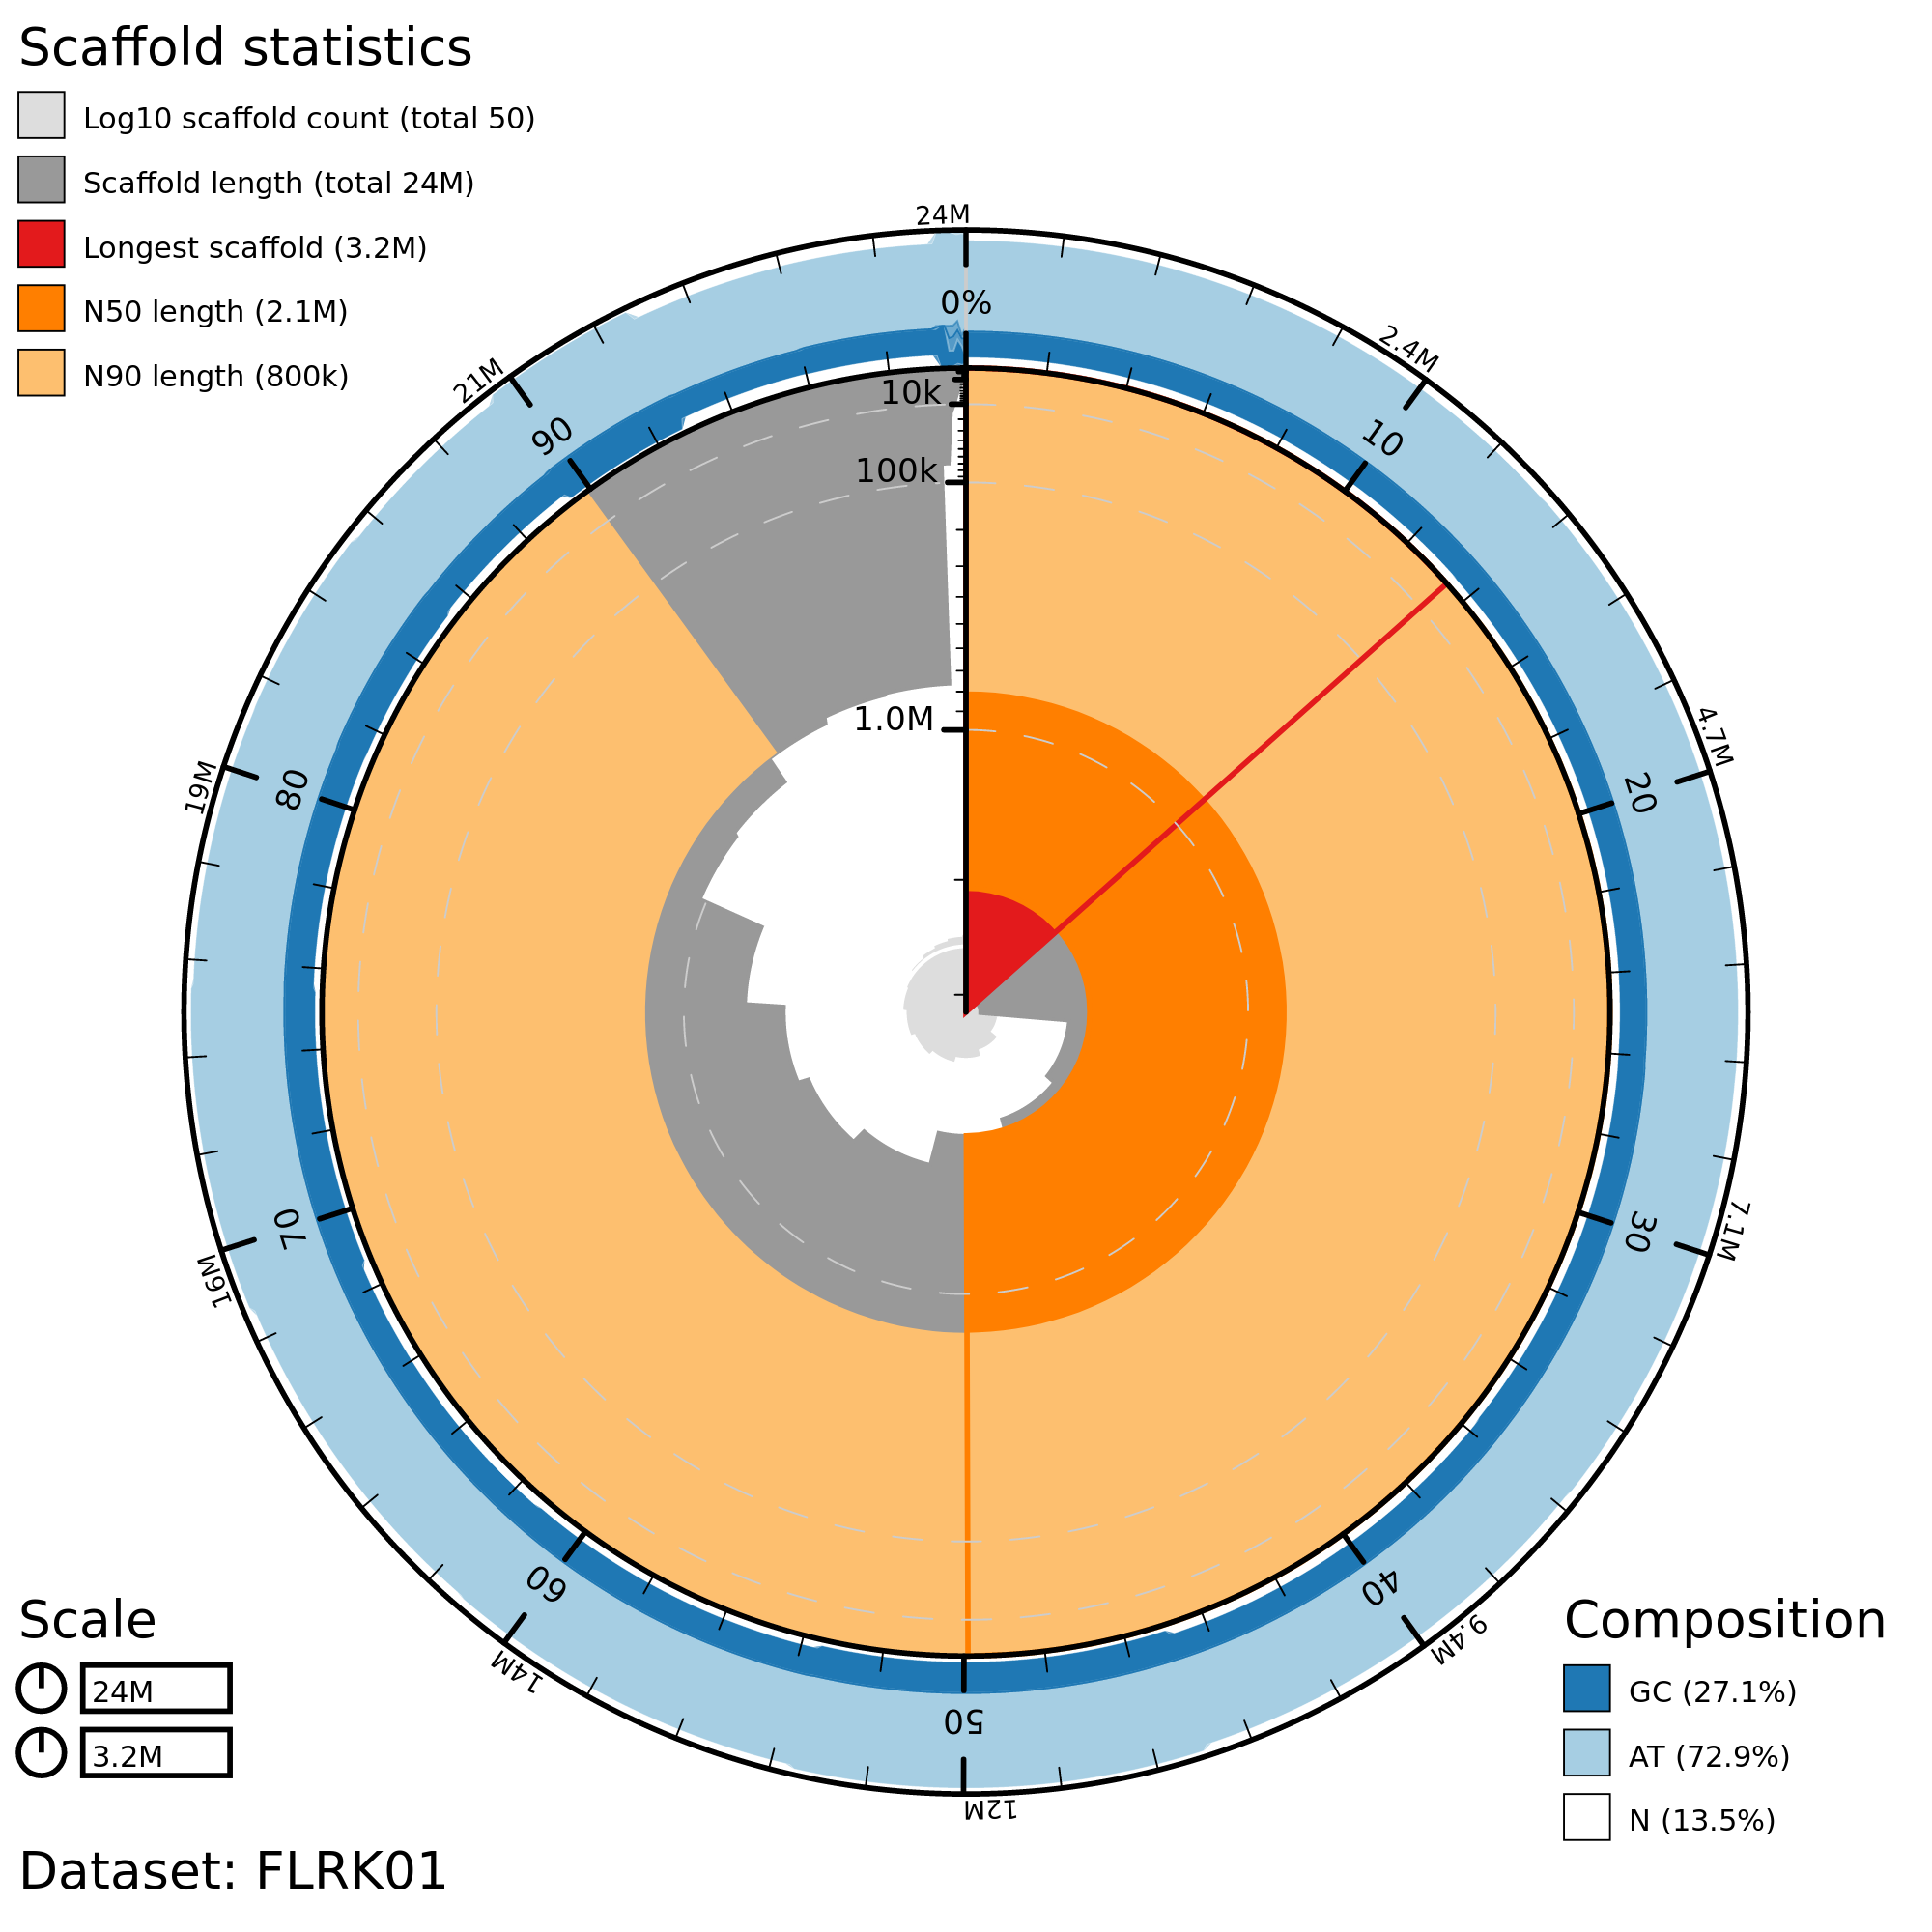 Scaffold statistics
Log10 scaffold count (total 50)
Scaffold length (total 24M)
Longest scaffold (3.2M)
N50 length (2.1M)
N90 length (800k)
24M
0%
10k
100k
1.0M
2.4M
10
4.7M
20
7.1M
30
9.4M
40
12M
50
14M
60
16M
70
19M
80
21M
90
Scale
24M
3.2M
Composition
GC (27.1%)
AT (72.9%)
N (13.5%)
Dataset: FLRK01